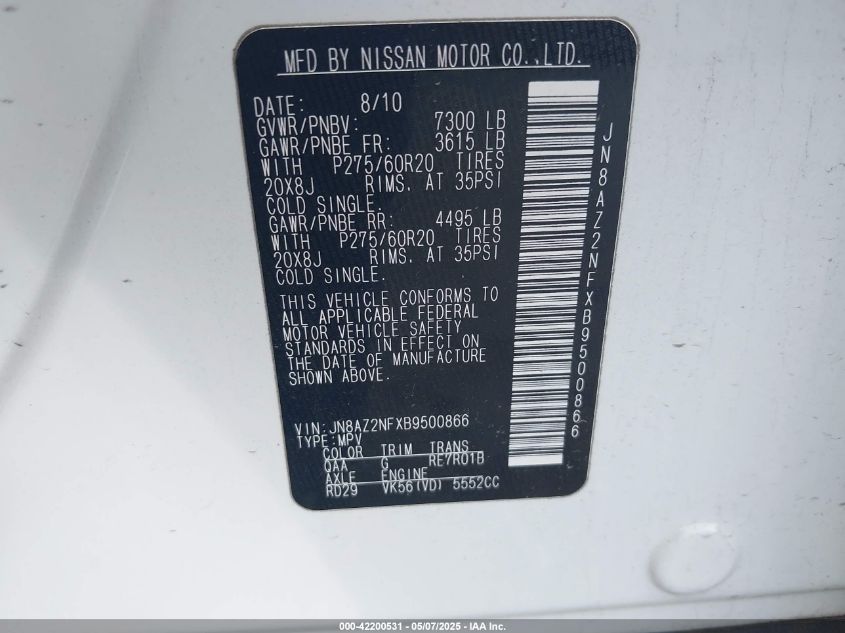 MFD BY NISSAN MOTOR CO.,LTD.
DATE: 8/10
GVWR/PNBV: 7300 LB
GAWR/PNBE FR: 3615 LB
WITH P275/60R20 TIRES
20X8J RIMS, AT 35PSI
COLD SINGLE.
GAWR/PNBE RR: 4495 LB
WITH P275/60R20 TIRES
20X8J RIMS, AT 35PSI
COLD SINGLE.
THIS VEHICLE CONFORMS TO
ALL APPLICABLE FEDERAL
MOTOR VEHICLE SAFETY
STANDARDS IN EFFECT ON
THE DATE OF MANUFACTURE
SHOWN ABOVE.
VIN: JN8AZ2NFXB9500866
TYPE: MPV
COLOR TRIM TRANS
QAA G RE7R01B
AXLE ENGINE
RD29 VK56(VD) 5552CC
JN8AZ2NFXB9500866
000-42200531 - 05/07/2025 - IAA Inc.